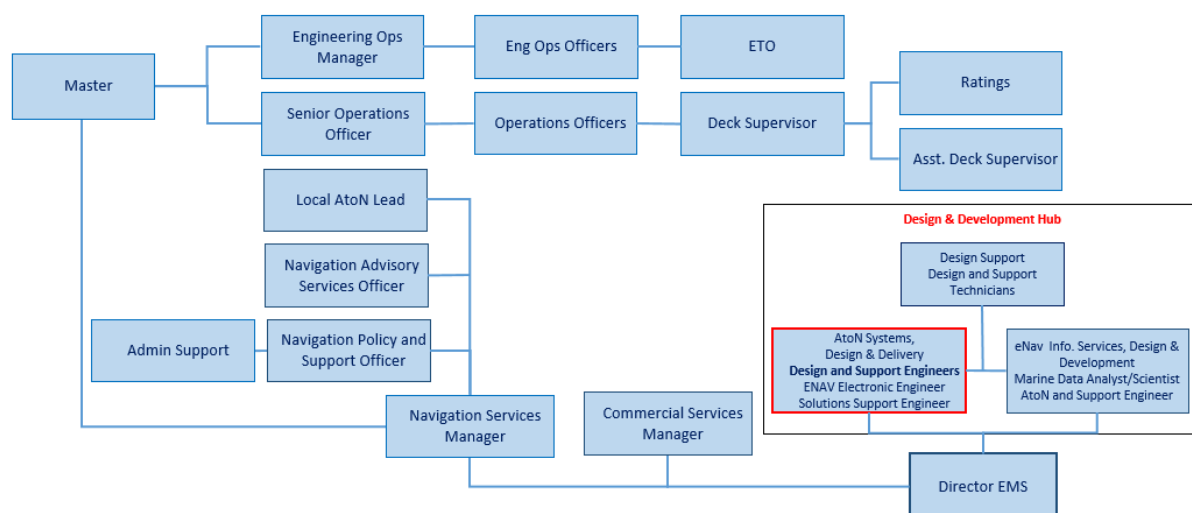 Engineering Ops
Manager
Eng Ops Officers
ETO
Master
Ratings
Senior Operations
Officer
Operations Officers
Deck Supervisor
Asst. Deck Supervisor
Local AtoN Lead
Design & Development Hub
Navigation Advisory
Services Officer
Design Support
Design and Support
Technicians
Admin Support
Navigation Policy and
Support Officer
AtoN Systems,
Design & Delivery
Design and Support Engineers
ENAV Electronic Engineer
Solutions Support Engineer
eNav Info. Services, Design &
Development
Marine Data Analyst/Scientist
AtoN and Support Engineer
Navigation Services
Manager
Commercial Services
Manager
Director EMS